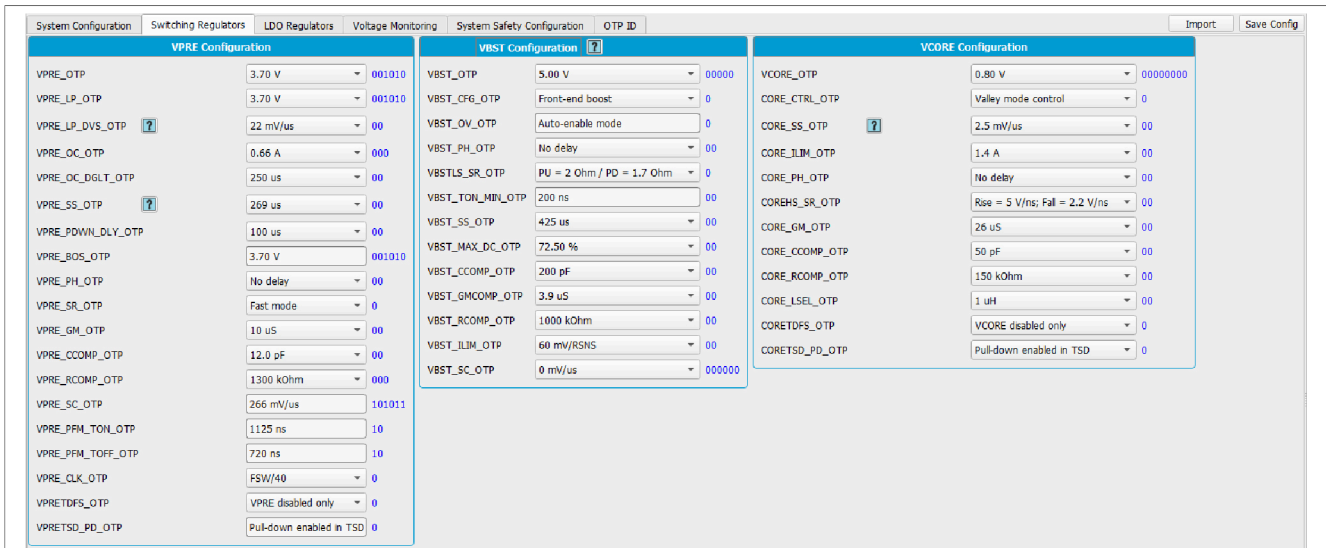 System Configuration Switching Regulators LDO Regulators Voltage Monitoring System Safety Configuration OTP ID Import Save Config
VPRE Configuration
VPRE_OTP 3.70 V 001010
VPRE_LP_OTP 3.70 V 001010
VPRE_LP_DVS_OTP ? 22 mV/us 00
VPRE_OC_OTP 0.66 A 000
VPRE_OC_DGLT_OTP 250 us 00
VPRE_SS_OTP ? 269 us 00
VPRE_PDWN_DLY_OTP 100 us 00
VPRE_BOS_OTP 3.70 V 001010
VPRE_PH_OTP No delay 00
VPRE_SR_OTP Fast mode 0
VPRE_GM_OTP 10 uS 00
VPRE_CCOMP_OTP 12.0 pF 00
VPRE_RCOMP_OTP 1300 kOhm 000
VPRE_SC_OTP 266 mV/us 101011
VPRE_PFM_TON_OTP 1125 ns 10
VPRE_PFM_TOFF_OTP 720 ns 10
VPRE_CLK_OTP FSW/40 0
VPRETDFS_OTP VPRE disabled only 0
VPRETSD_PD_OTP Pull-down enabled in TSD 0
VBST Configuration ?
VBST_OTP 5.00 V 00000
VBST_CFG_OTP Front-end boost 0
VBST_OV_OTP Auto-enable mode 0
VBST_PH_OTP No delay 00
VBSTLS_SR_OTP PU = 2 Ohm / PD = 1.7 Ohm 0
VBST_TON_MIN_OTP 200 ns 00
VBST_SS_OTP 425 us 00
VBST_MAX_DC_OTP 72.50 % 00
VBST_CCOMP_OTP 200 pF 00
VBST_GMCOMP_OTP 3.9 uS 00
VBST_RCOMP_OTP 1000 kOhm 00
VBST_ILIM_OTP 60 mV/RSNS 00
VBST_SC_OTP 0 mV/us 000000
VCORE Configuration
VCORE_OTP 0.80 V 00000000
CORE_CTRL_OTP Valley mode control 0
CORE_SS_OTP ? 2.5 mV/us 00
CORE_ILIM_OTP 1.4 A 00
CORE_PH_OTP No delay 00
COREHS_SR_OTP Rise = 5 V/ns; Fall = 2.2 V/ns 00
CORE_GM_OTP 26 uS 00
CORE_CCOMP_OTP 50 pF 00
CORE_RCOMP_OTP 150 kOhm 00
CORE_LSEL_OTP 1 uH 00
CORETDFS_OTP VCORE disabled only 0
CORETSD_PD_OTP Pull-down enabled in TSD 0